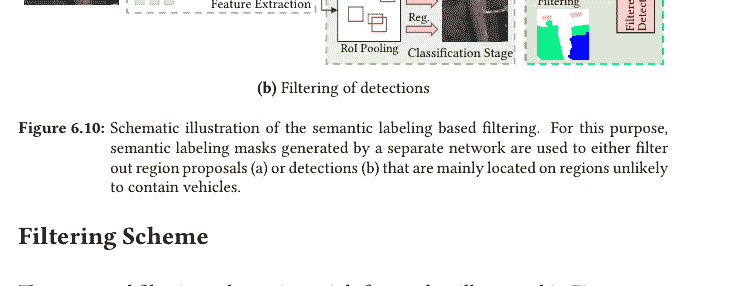 Feature Extraction
Reg.
RoI Pooling
Classification Stage
Filtering
Filtered
(b) Filtering of detections
Figure 6.10: Schematic illustration of the semantic labeling based filtering. For this purpose,
semantic labeling masks generated by a separate network are used to either filter
out region proposals (a) or detections (b) that are mainly located on regions unlikely
to contain vehicles.
Filtering Scheme